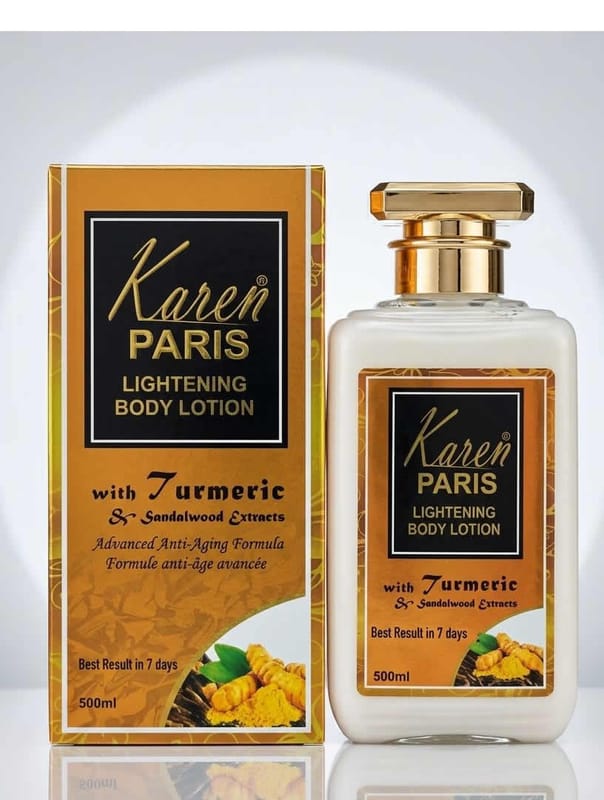 Karen®
PARIS
LIGHTENING
BODY LOTION
with Turmeric
& Sandalwood Extracts
Advanced Anti-Aging Formula
Formule anti-âge avancée
Best Result in 7 days
500ml
Karen®
PARIS
LIGHTENING
BODY LOTION
with Turmeric
& Sandalwood Extracts
Best Result in 7 days
500ml